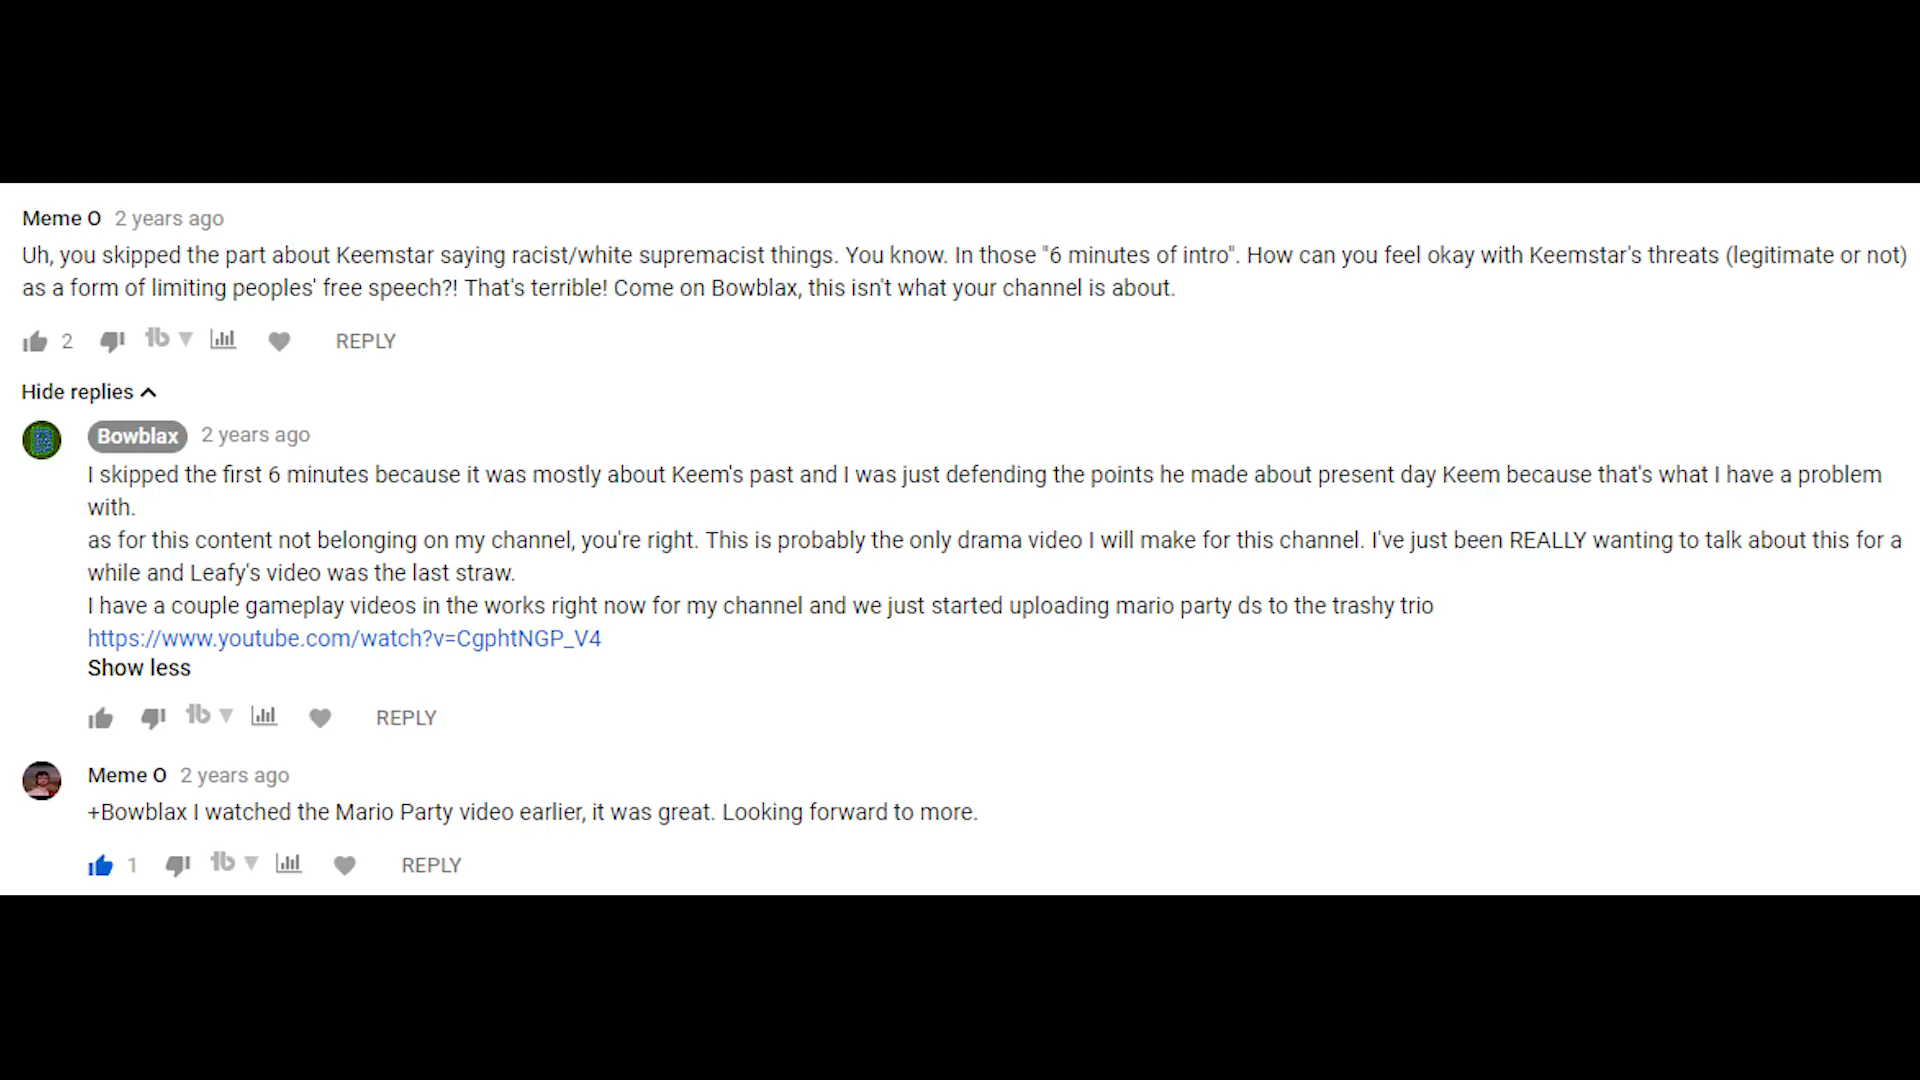 Meme O 2 years ago
Uh, you skipped the part about Keemstar saying racist/white supremacist things. You know. In those "6 minutes of intro". How can you feel okay with Keemstar's threats (legitimate or not)
as a form of limiting peoples' free speech?! That's terrible! Come on Bowblax, this isn't what your channel is about.
2 tb REPLY
Hide replies
Bowblax 2 years ago
I skipped the first 6 minutes because it was mostly about Keem's past and I was just defending the points he made about present day Keem because that's what I have a problem
with.
as for this content not belonging on my channel, you're right. This is probably the only drama video I will make for this channel. I've just been REALLY wanting to talk about this for a
while and Leafy's video was the last straw.
I have a couple gameplay videos in the works right now for my channel and we just started uploading mario party ds to the trashy trio
https://www.youtube.com/watch?v=CgphtNGP_V4
Show less
tb REPLY
Meme O 2 years ago
+Bowblax I watched the Mario Party video earlier, it was great. Looking forward to more.
1 tb REPLY